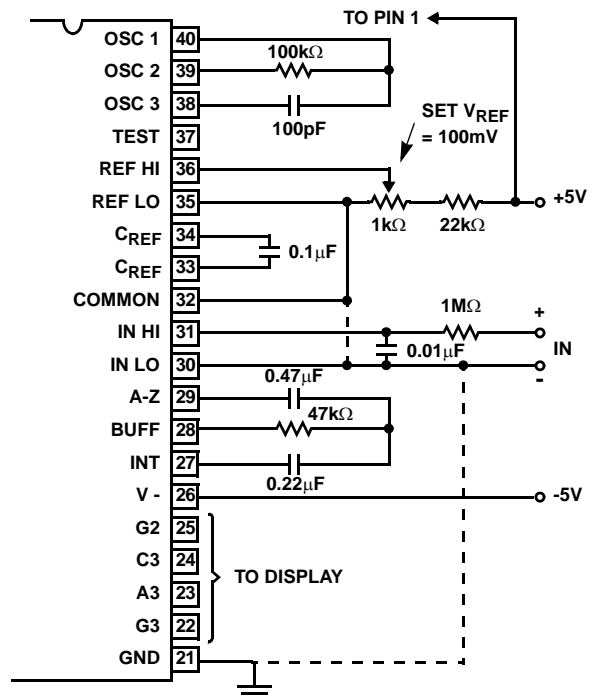 TO PIN 1
OSC 1 40
100kΩ
OSC 2 39
OSC 3 38
100pF
SET VREF
= 100mV
TEST 37
REF HI 36
REF LO 35
1kΩ
22kΩ
+5V
CREF 34
0.1μF
CREF 33
COMMON 32
1MΩ
+
IN HI 31
0.01μF
IN
IN LO 30
-
0.47μF
A-Z 29
47kΩ
BUFF 28
INT 27
0.22μF
V - 26
-5V
G2 25
C3 24
TO DISPLAY
A3 23
G3 22
GND 21